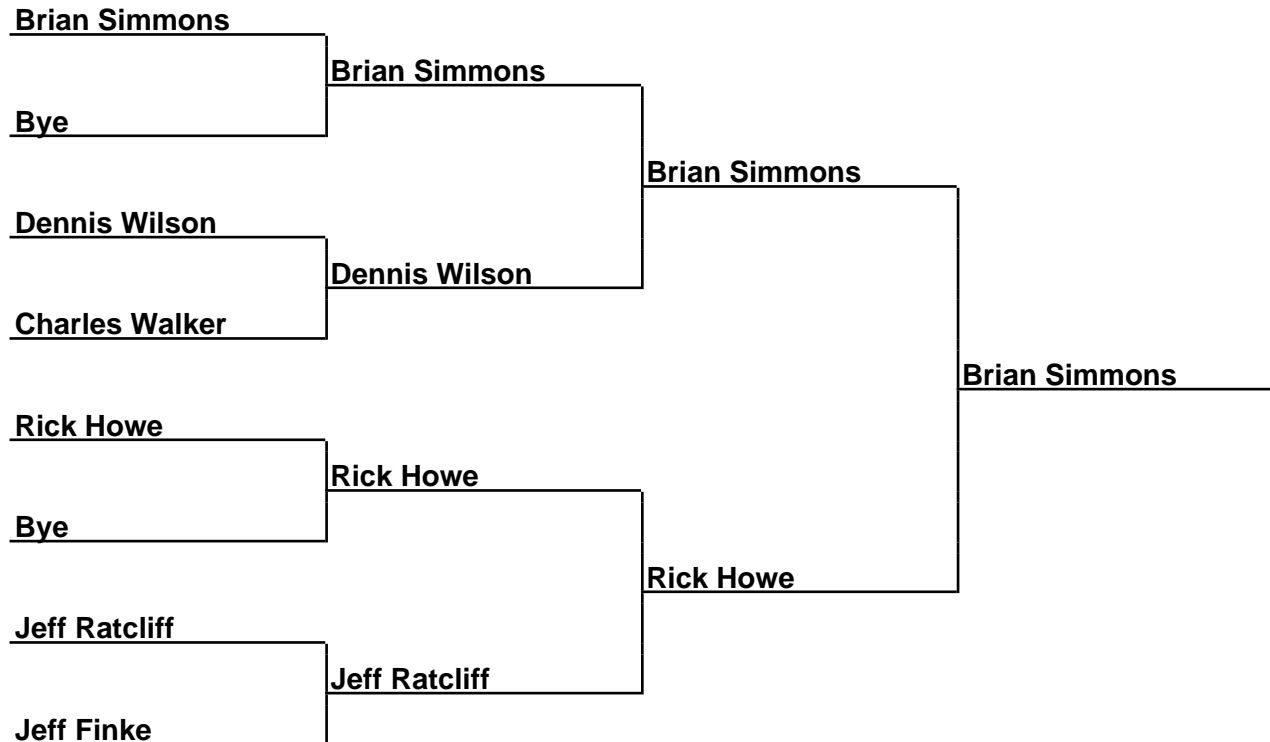 Brian Simmons
Brian Simmons
Bye
Brian Simmons
Dennis Wilson
Dennis Wilson
Charles Walker
Brian Simmons
Rick Howe
Rick Howe
Bye
Rick Howe
Jeff Ratcliff
Jeff Ratcliff
Jeff Finke